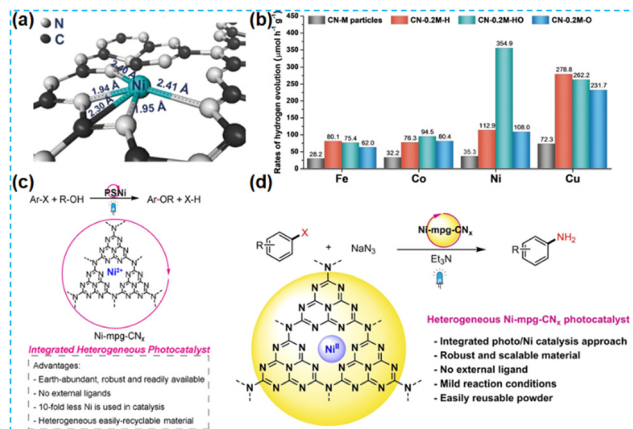 (a)
N
C
Ni
2.40 Å
1.94 Å
2.41 Å
2.30 Å
1.95 Å
(b)
CN-M particles CN-0.2M-H CN-0.2M-HO CN-0.2M-O
Rates of hydrogen evolution (μmol h⁻¹ g⁻¹)
450
400
350
300
250
200
150
100
50
0
28.2 80.1 75.4 62.0
32.2 78.3 94.5 80.4
35.3 112.9 354.9 108.0
72.3 278.8 262.2 231.7
Fe Co Ni Cu
(c)
PSNi
Ar-X + R-OH Ar-OR + X-H
Ni²⁺
Ni-mpg-CNₓ
Integrated Heterogeneous Photocatalyst
Advantages:
- Earth-abundant, robust and readily available
- No external ligands
- 10-fold less Ni is used in catalysis
- Heterogeneous easily-recyclable material
(d)
R X + NaN₃ Ni-mpg-CNₓ R NH₂
Et₃N
Niᴵᴵ
Heterogeneous Ni-mpg-CNₓ photocatalyst
- Integrated photo/Ni catalysis approach
- Robust and scalable material
- No external ligand
- Mild reaction conditions
- Easily reusable powder